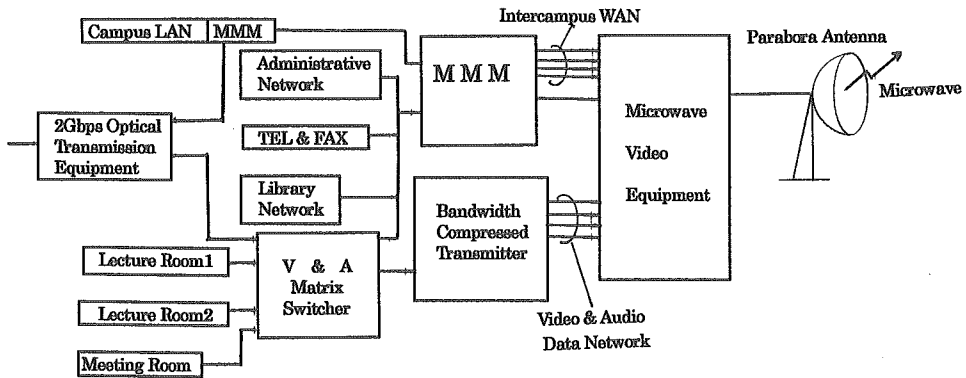 Intercampus WAN
Campus LAN MMM
Parabora Antenna
Administrative
Network
M M M
Microwave
2Gbps Optical
Transmission
Equipment
TEL & FAX
Microwave
Video
Equipment
Library
Network
Bandwidth
Compressed
Transmitter
Lecture Room1
V & A
Matrix
Switcher
Lecture Room2
Video & Audio
Data Network
Meeting Room